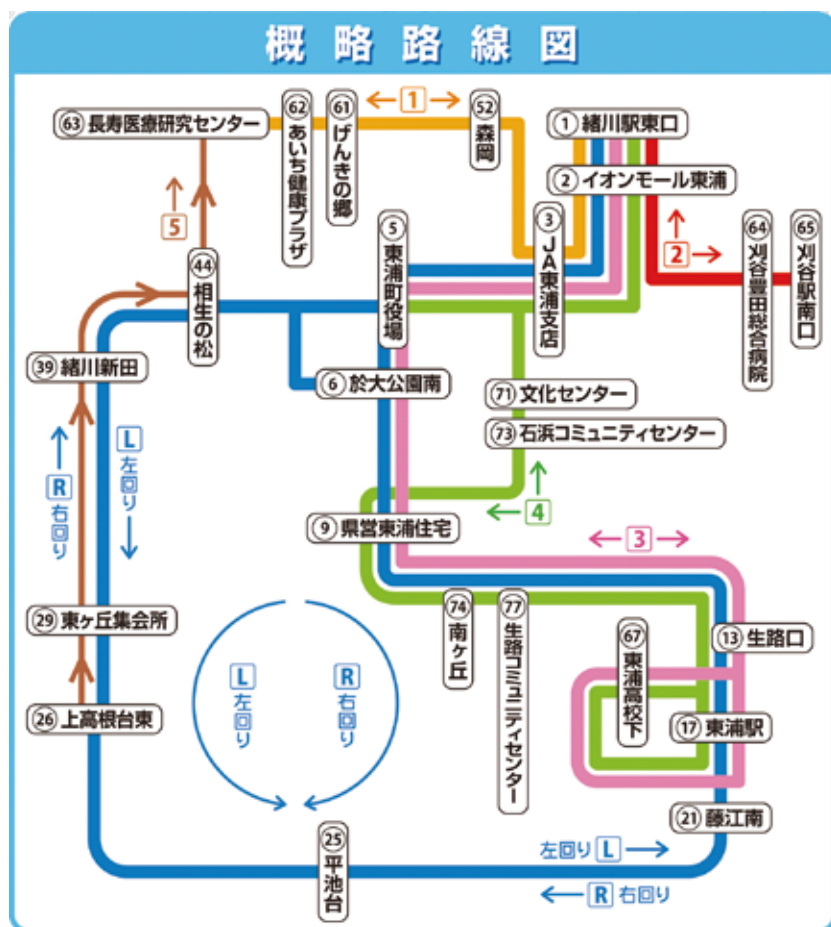 概略路線図
63 長寿医療研究センター
62 あいち健康プラザ
61 げんきの郷
← 1 →
52 森岡
1 緒川駅東口
2 イオンモール東浦
3 JA東浦支店
64 刈谷豊田総合病院
65 刈谷駅南口
↑ 2 →
↑ 5
44 相生の松
5 東浦町役場
6 於大公園南
39 緒川新田
71 文化センター
73 石浜コミュニティセンター
↑ R 右回り
L 左回り ↓
9 県営東浦住宅
← 4 ↑
← 3 →
29 東ヶ丘集会所
74 南ヶ丘
77 生路コミュニティセンター
67 東浦高校下
13 生路口
L 左回り
R 右回り
26 上高根台東
17 東浦駅
21 藤江南
25 平池台
左回り L →
← R 右回り